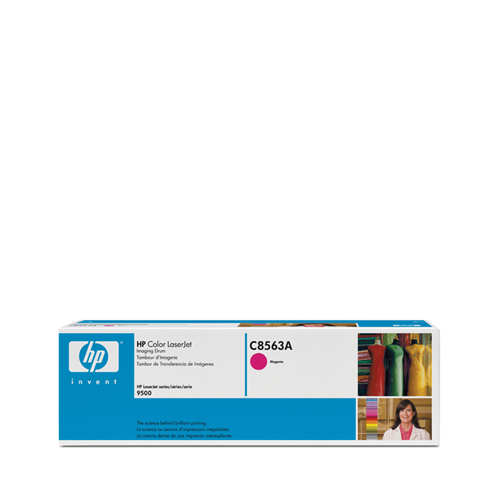 hp
invent
HP Color LaserJet
Imaging Drum
Tambour d'Imagerie
Tambor de Transferencia de Imágenes
HP LaserJet series/séries/serie
9500
The science behind brilliant printing.
La science au service d'impressions inégalables.
La ciencia detrás de una impresión sobresaliente.
C8563A
Magenta